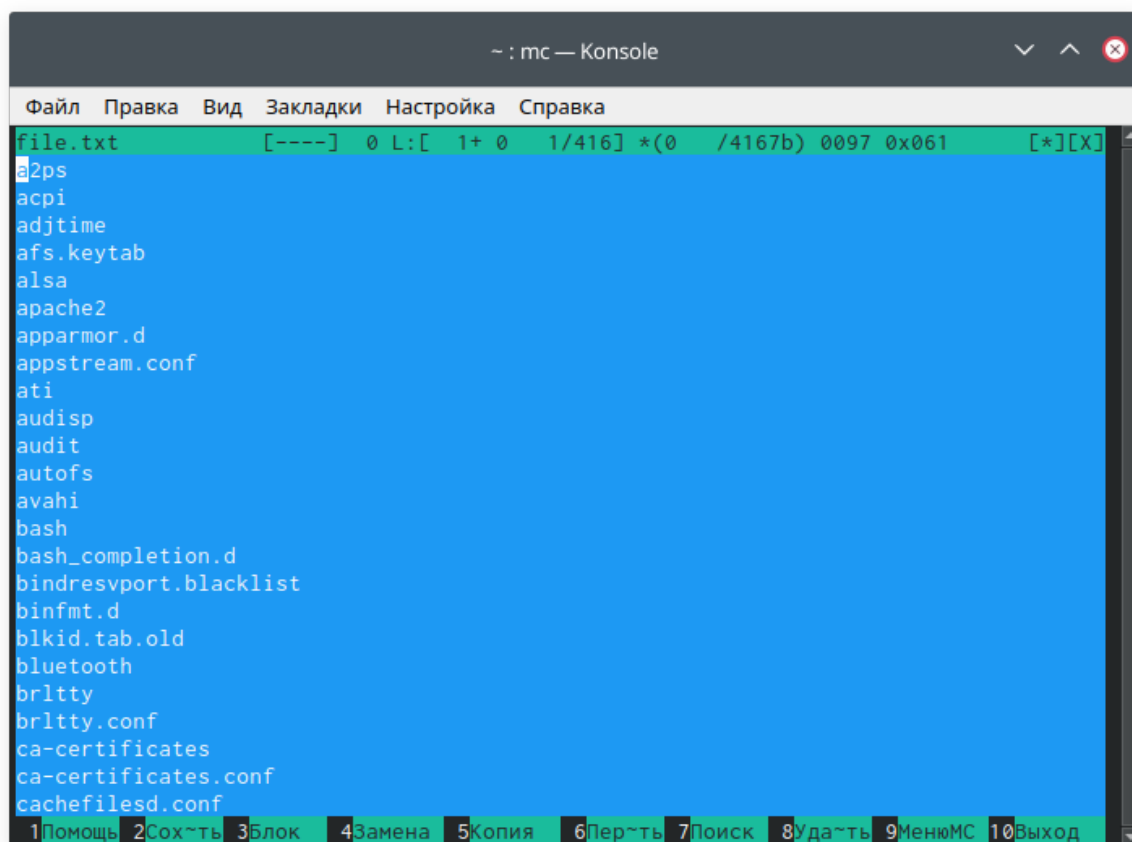 ~ : mc — Konsole
Файл Правка Вид Закладки Настройка Справка
file.txt [----] 0 L:[ 1+ 0 1/416] *(0 /4167b) 0097 0x061 [*][X]
a2ps
acpi
adjtime
afs.keytab
alsa
apache2
apparmor.d
appstream.conf
ati
audisp
audit
autofs
avahi
bash
bash_completion.d
bindresvport.blacklist
binfmt.d
blkid.tab.old
bluetooth
brltty
brltty.conf
ca-certificates
ca-certificates.conf
cachefilesd.conf
1Помощь 2Сох~ть 3Блок 4Замена 5Копия 6Пер~ть 7Поиск 8Уда~ть 9МенюМС 10Выход